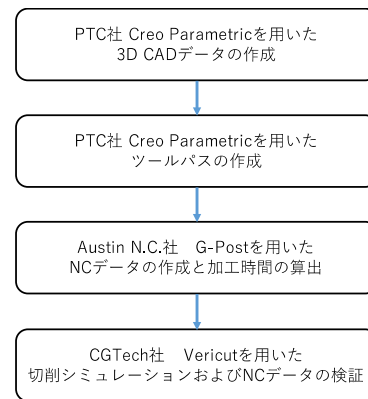 PTC社 Creo Parametricを用いた
3D CADデータの作成
PTC社 Creo Parametricを用いた
ツールパスの作成
Austin N.C.社　G-Postを用いた
NCデータの作成と加工時間の算出
CGTech社　Vericutを用いた
切削シミュレーションおよびNCデータの検証